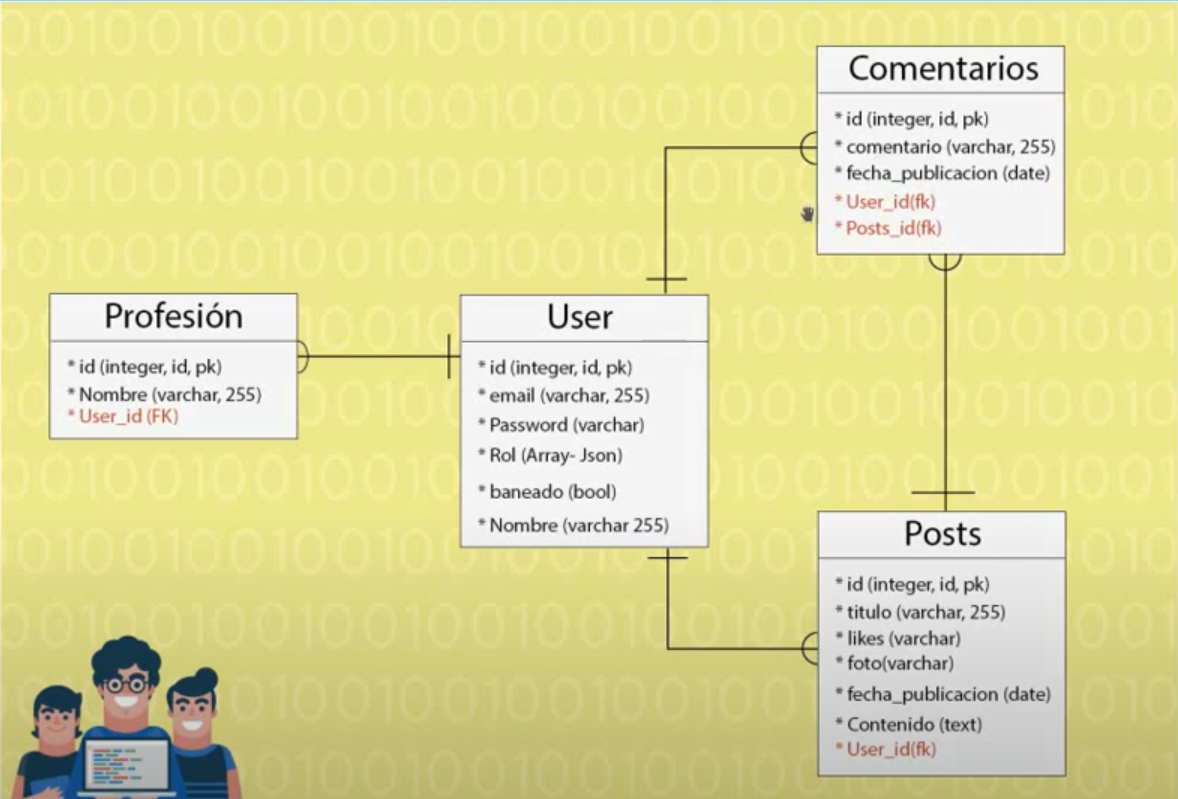 Comentarios
* id (integer, id, pk)
* comentario (varchar, 255)
* fecha_publicacion (date)
* User_id(fk)
* Posts_id(fk)
Profesión
* id (integer, id, pk)
* Nombre (varchar, 255)
* User_id (FK)
User
* id (integer, id, pk)
* email (varchar, 255)
* Password (varchar)
* Rol (Array- Json)
* baneado (bool)
* Nombre (varchar 255)
Posts
* id (integer, id, pk)
* titulo (varchar, 255)
* likes (varchar)
* foto(varchar)
* fecha_publicacion (date)
* Contenido (text)
* User_id(fk)